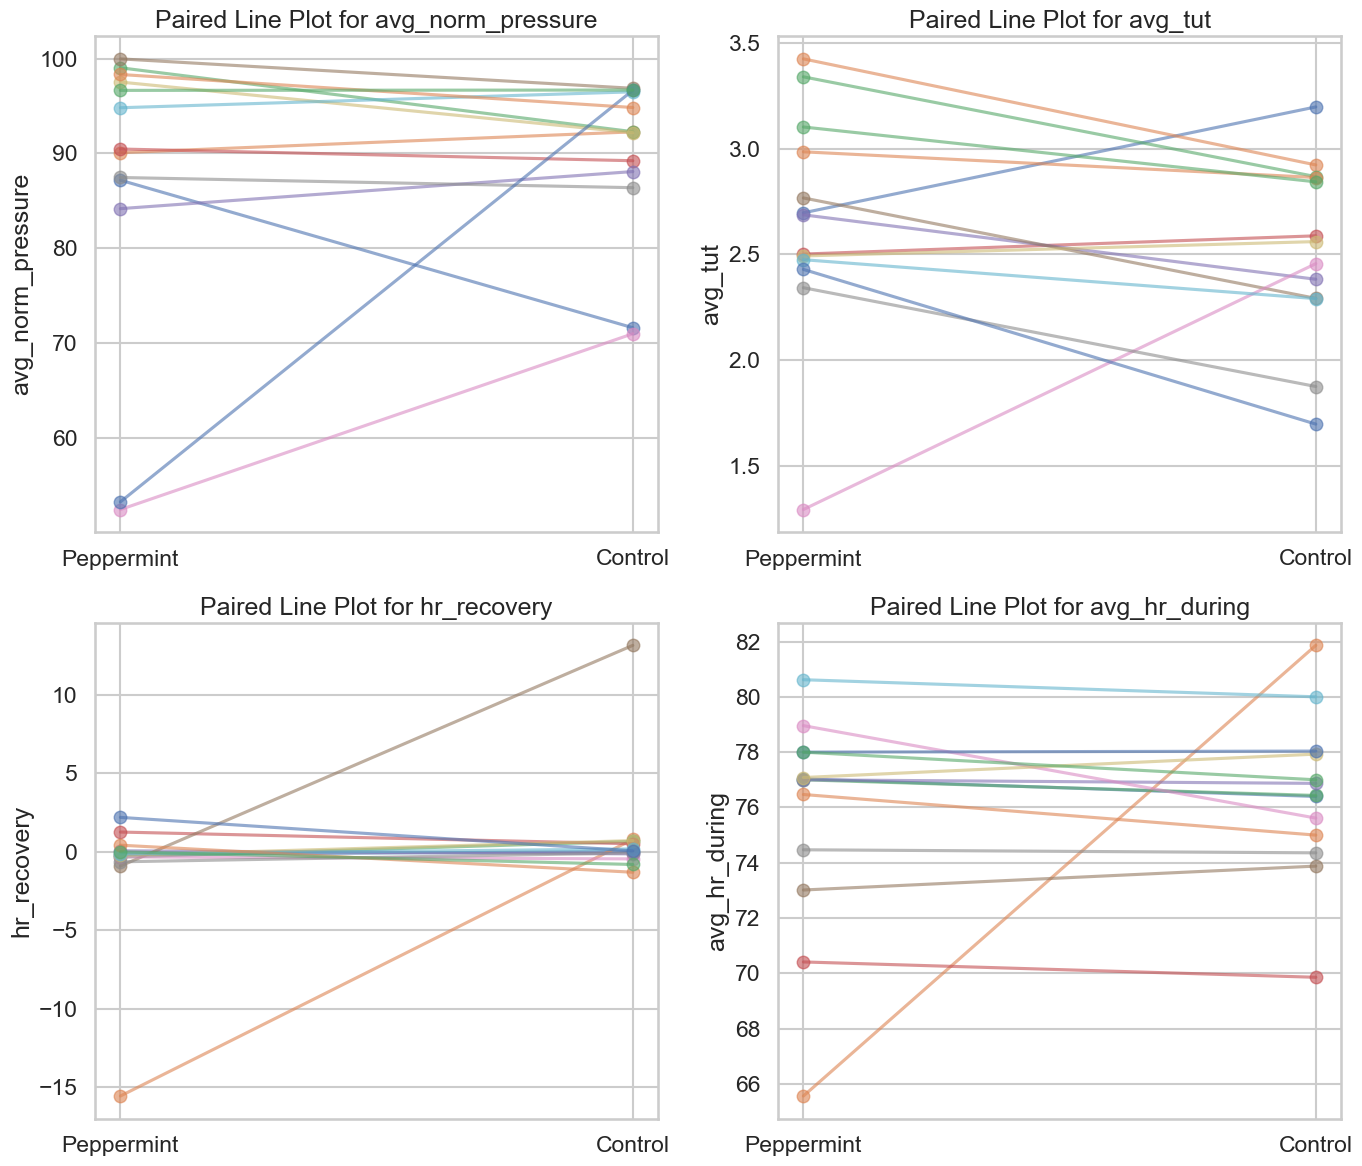 Paired Line Plot for avg_norm_pressure
avg_norm_pressure
100
90
80
70
60
Peppermint
Control
Paired Line Plot for avg_tut
avg_tut
3.5
3.0
2.5
2.0
1.5
Peppermint
Control
Paired Line Plot for hr_recovery
hr_recovery
10
5
0
−5
−10
−15
Peppermint
Control
Paired Line Plot for avg_hr_during
avg_hr_during
82
80
78
76
74
72
70
68
66
Peppermint
Control